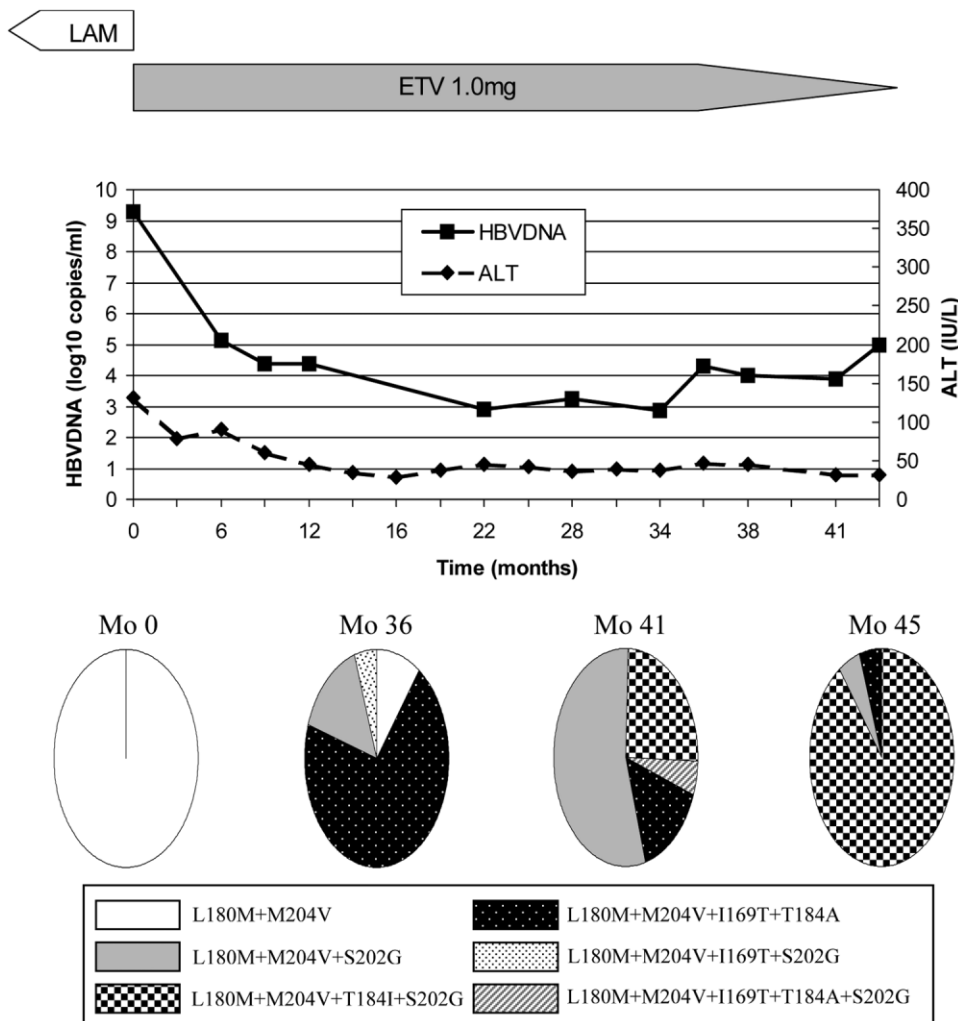 LAM
ETV 1.0mg
10
9
8
7
6
5
4
3
2
1
0
HBVDNA (log10 copies/ml)
HBVDNA
ALT
400
350
300
250
200
150
100
50
0
ALT (IU/L)
0 6 12 16 22 28 34 38 41
Time (months)
Mo 0 Mo 36 Mo 41 Mo 45
L180M+M204V L180M+M204V+I169T+T184A
L180M+M204V+S202G L180M+M204V+I169T+S202G
L180M+M204V+T184I+S202G L180M+M204V+I169T+T184A+S202G